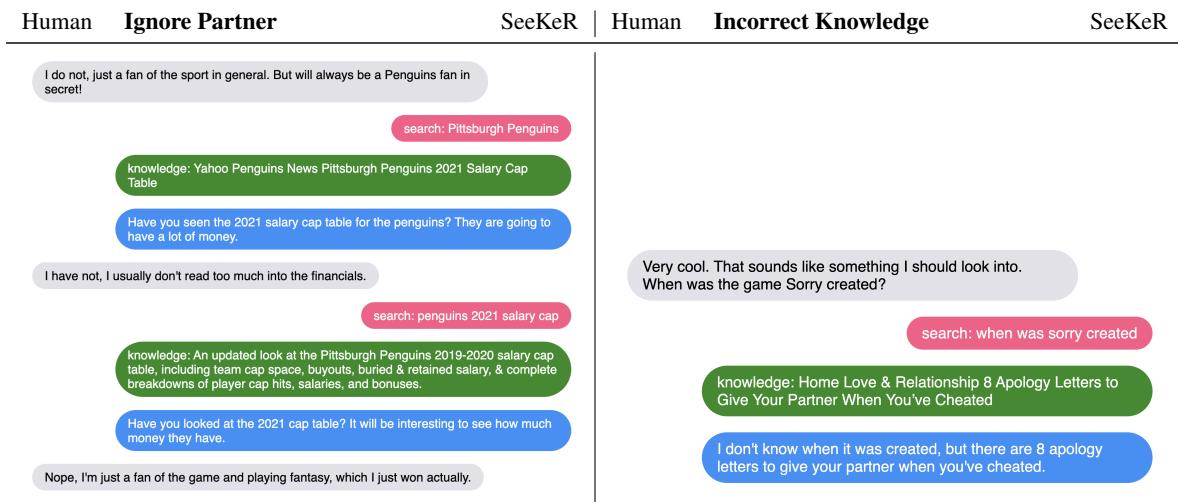 Human Ignore Partner SeeKeR
I do not, just a fan of the sport in general. But will always be a Penguins fan in
secret!
search: Pittsburgh Penguins
knowledge: Yahoo Penguins News Pittsburgh Penguins 2021 Salary Cap
Table
Have you seen the 2021 salary cap table for the penguins? They are going to
have a lot of money.
I have not, I usually don't read too much into the financials.
search: penguins 2021 salary cap
knowledge: An updated look at the Pittsburgh Penguins 2019-2020 salary cap
table, including team cap space, buyouts, buried & retained salary, & complete
breakdowns of player cap hits, salaries, and bonuses.
Have you looked at the 2021 cap table? It will be interesting to see how much
money they have.
Nope, I'm just a fan of the game and playing fantasy, which I just won actually.
Human Incorrect Knowledge SeeKeR
Very cool. That sounds like something I should look into.
When was the game Sorry created?
search: when was sorry created
knowledge: Home Love & Relationship 8 Apology Letters to
Give Your Partner When You've Cheated
I don't know when it was created, but there are 8 apology
letters to give your partner when you've cheated.